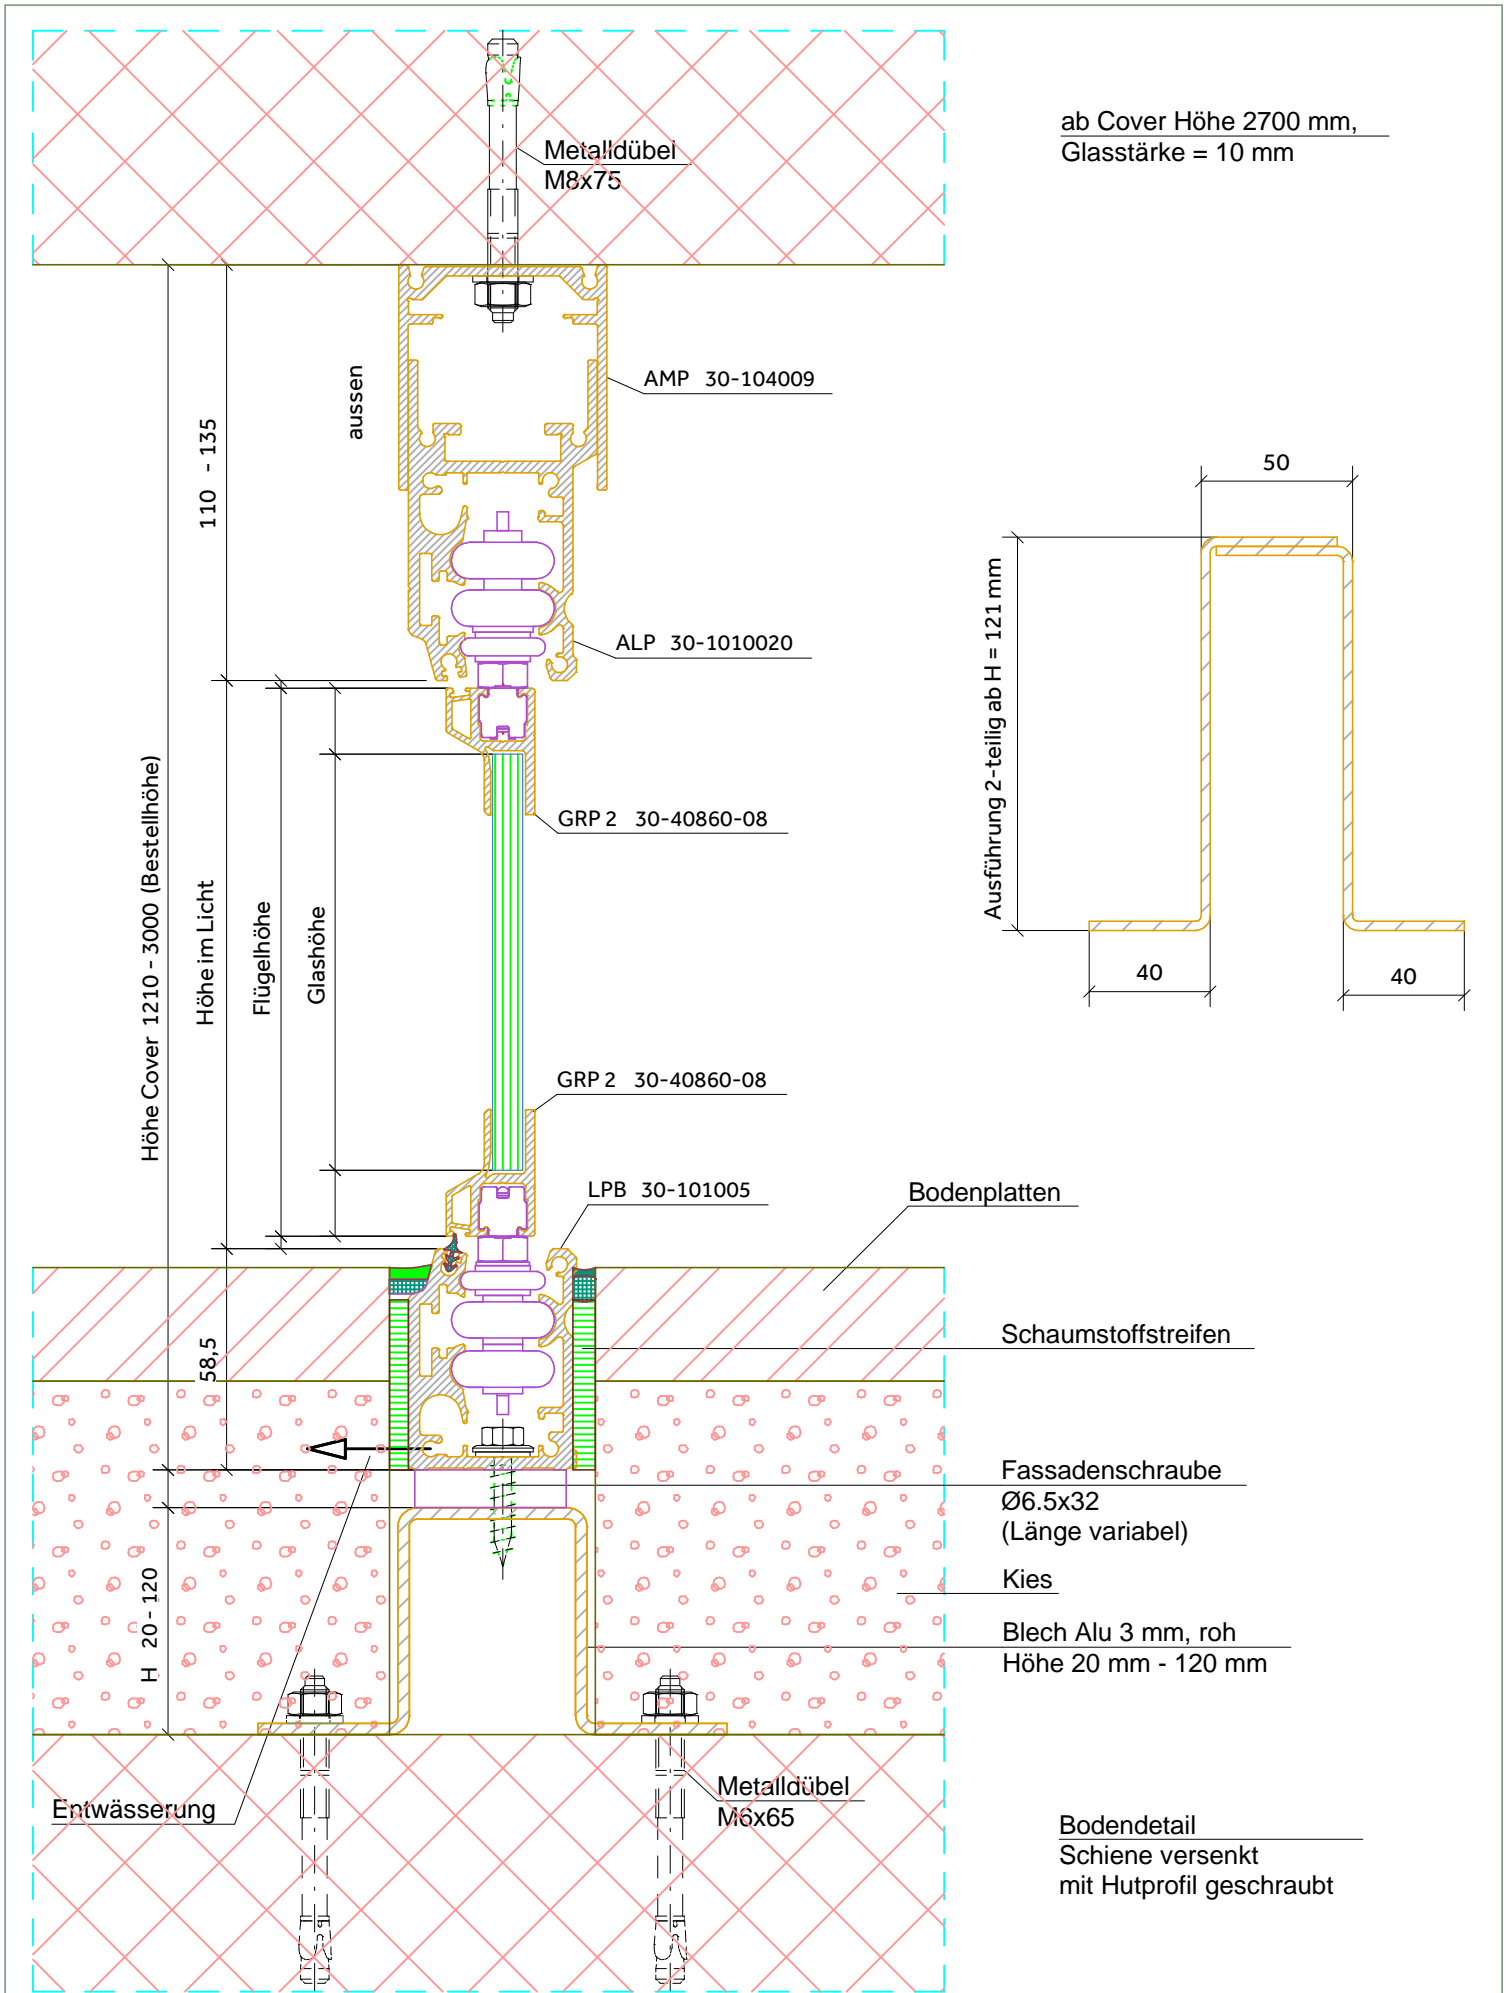 ab Cover Höhe 2700 mm,
Glasstärke = 10 mm
Metalldübel
M8x75
aussen
AMP 30-104009
110 - 135
50
Ausführung 2-teilig ab H = 121 mm
40
40
ALP 30-1010020
GRP 2 30-40860-08
Höhe Cover 1210 - 3000 (Bestellhöhe)
Höhe im Licht
Flügelhöhe
Glashöhe
GRP 2 30-40860-08
LPB 30-101005
Bodenplatten
58,5
Schaumstoffstreifen
Fassadenschraube
Ø6.5x32
(Länge variabel)
Kies
H 20 - 120
Blech Alu 3 mm, roh
Höhe 20 mm - 120 mm
Entwässerung
Metalldübel
M6x65
Bodendetail
Schiene versenkt
mit Hutprofil geschraubt